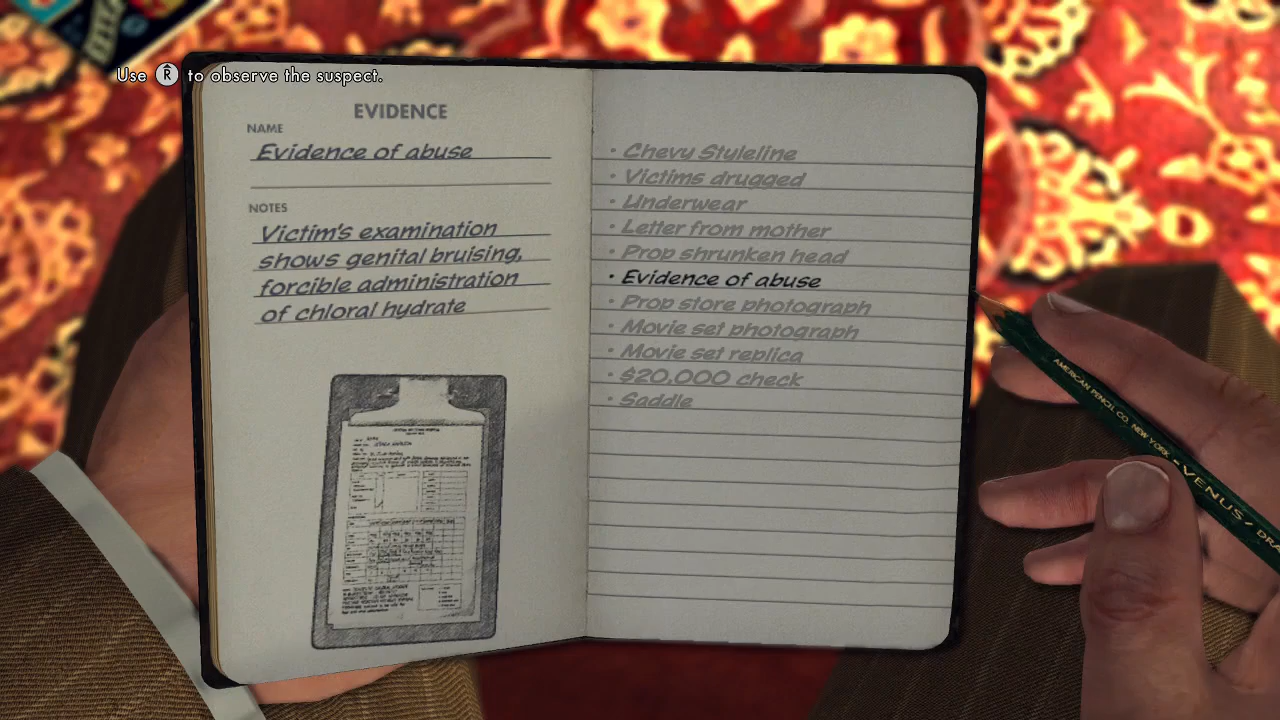 Use R to observe the suspect.
EVIDENCE
NAME
Evidence of abuse
NOTES
Victim's examination
shows genital bruising,
forcible administration
of chloral hydrate
• Chevy Styleline
• Victims drugged
• Underwear
• Letter from mother
• Prop shrunken head
• Evidence of abuse
• Prop store photograph
• Movie set photograph
• Movie set replica
• $20,000 check
• Saddle
AMERICAN PENCIL CO. NEW YORK VENUS